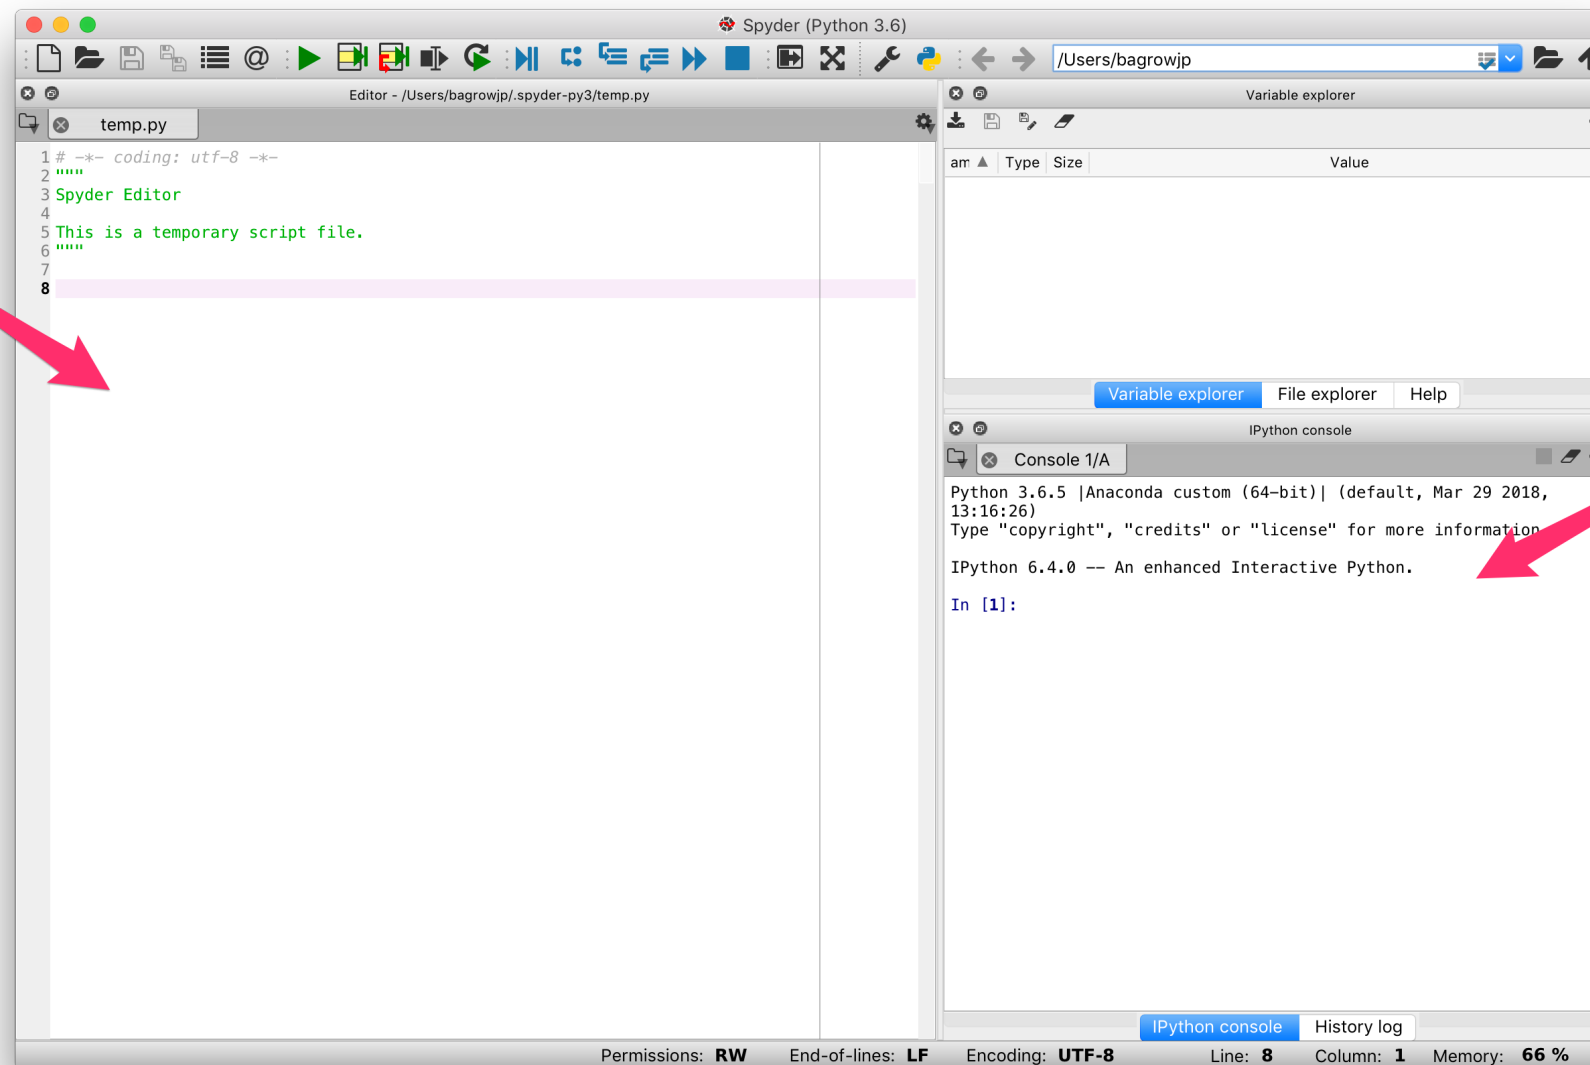 Spyder (Python 3.6)
/Users/bagrowjp
Editor - /Users/bagrowjp/.spyder-py3/temp.py
temp.py
1 # -*- coding: utf-8 -*-
2 """
3 Spyder Editor
4
5 This is a temporary script file.
6 """
7
8
Variable explorer
am ▲ Type Size Value
Variable explorer File explorer Help
IPython console
Console 1/A
Python 3.6.5 |Anaconda custom (64-bit)| (default, Mar 29 2018,
13:16:26)
Type "copyright", "credits" or "license" for more information
IPython 6.4.0 -- An enhanced Interactive Python.
In [1]:
IPython console History log
Permissions: RW End-of-lines: LF Encoding: UTF-8 Line: 8 Column: 1 Memory: 66 %